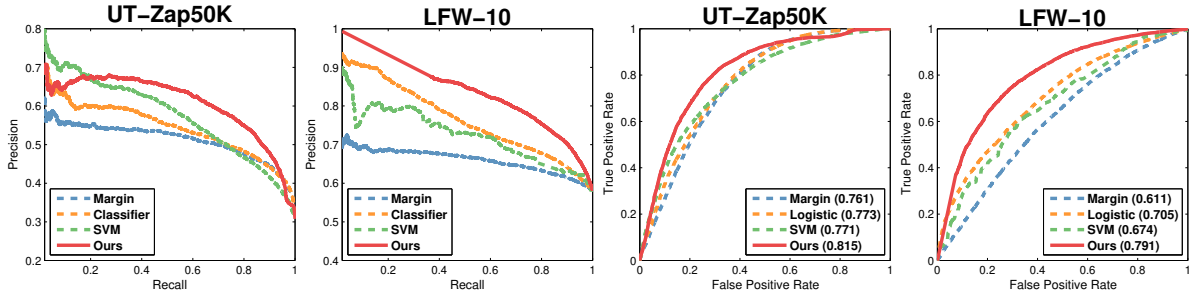 UT−Zap50K
0.8
0.7
0.6
0.5
0.4
0.3
0.2
Precision
0.2 0.4 0.6 0.8 1
Recall
Margin
Classifier
SVM
Ours
LFW−10
1
0.9
0.8
0.7
0.6
0.5
0.4
Precision
0.2 0.4 0.6 0.8 1
Recall
Margin
Classifier
SVM
Ours
UT−Zap50K
1
0.8
0.6
0.4
0.2
0
True Positive Rate
0 0.2 0.4 0.6 0.8 1
False Positive Rate
Margin (0.761)
Logistic (0.773)
SVM (0.771)
Ours (0.815)
LFW−10
1
0.8
0.6
0.4
0.2
0
True Positive Rate
0 0.2 0.4 0.6 0.8 1
False Positive Rate
Margin (0.611)
Logistic (0.705)
SVM (0.674)
Ours (0.791)